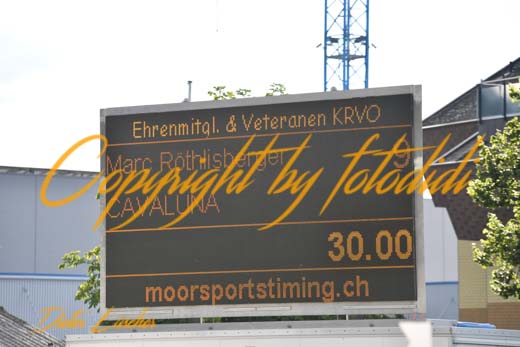 Ehrenmitgl. & Veteranen KRVO
Marc Röthlisberger
Copyright by fotodidi
CAVALUNA
30.00
moorsportstiming.ch